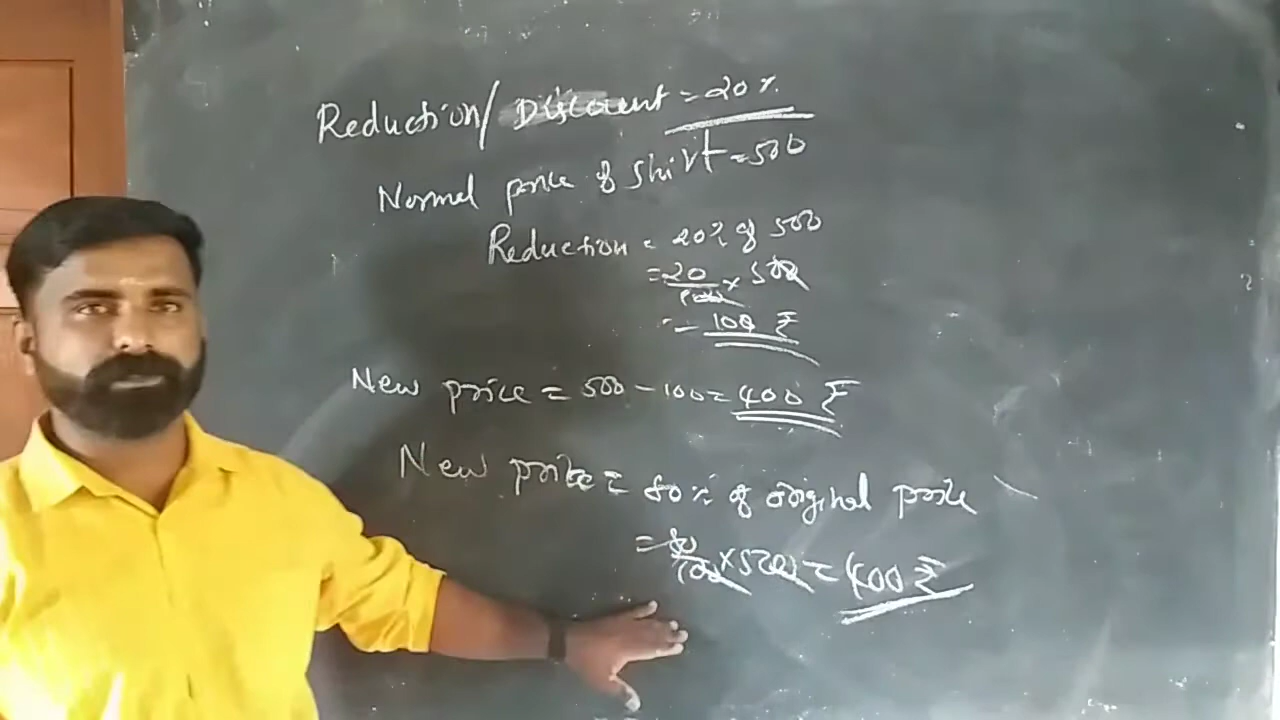 Reduction/ Discount = 20%
Normal price of shirt = 500
Reduction = 20% of 500
= 20/100 × 500
= 100 ₹
New price = 500 - 100 = 400 ₹
New price = 80% of original price
= 80/100 × 500 = 400 ₹